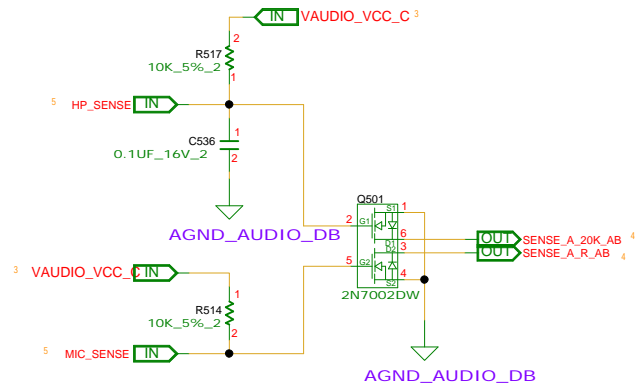 IN VAUDIO_VCC_C 3
2
R517
10K_5%_2
1
5 HP_SENSE IN
1
C536
0.1UF_16V_2
2
AGND_AUDIO_DB
Q501
S1 1
2 G1
6
D1
D2 3
5 G2
4
S2
2N7002DW
OUT SENSE_A_20K_AB 4
OUT SENSE_A_R_AB 4
3 VAUDIO_VCC_C IN
1
R514
10K_5%_2
2
5 MIC_SENSE IN
AGND_AUDIO_DB